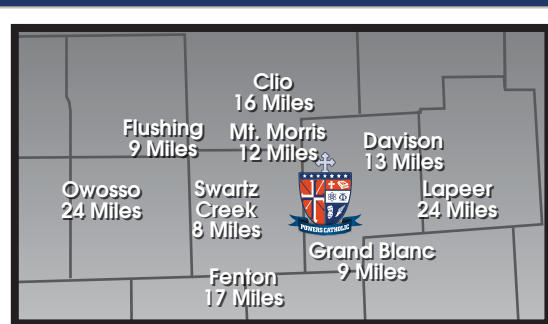 Clio
16 Miles
Flushing
9 Miles
Mt. Morris
12 Miles
Davison
13 Miles
Owosso
24 Miles
Swartz
Creek
8 Miles
Lapeer
24 Miles
POWERS CATHOLIC
Grand Blanc
9 Miles
Fenton
17 Miles